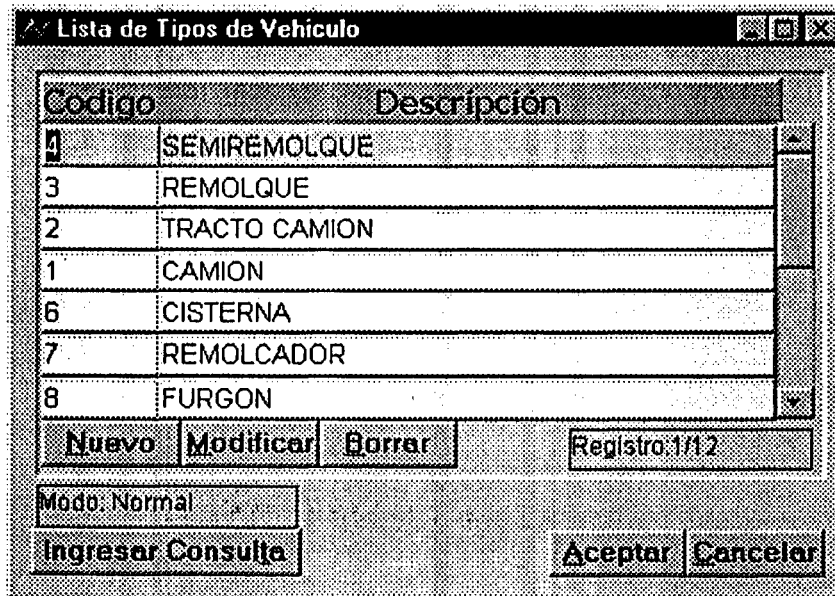 Lista de Tipos de Vehículo
Codigo Descripción
4 SEMIREMOLQUE
3 REMOLQUE
2 TRACTO CAMION
1 CAMION
6 CISTERNA
7 REMOLCADOR
8 FURGON
Nuevo Modificar Borrar Registro:1/12
Modo: Normal
Ingresar Consulta Aceptar Cancelar